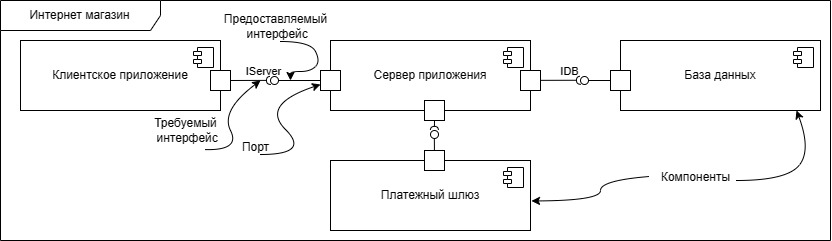 Интернет магазин
Предоставляемый
интерфейс
Клиентское приложение
IServer
Сервер приложения
IDB
База данных
Требуемый
интерфейс
Порт
Платежный шлюз
Компоненты